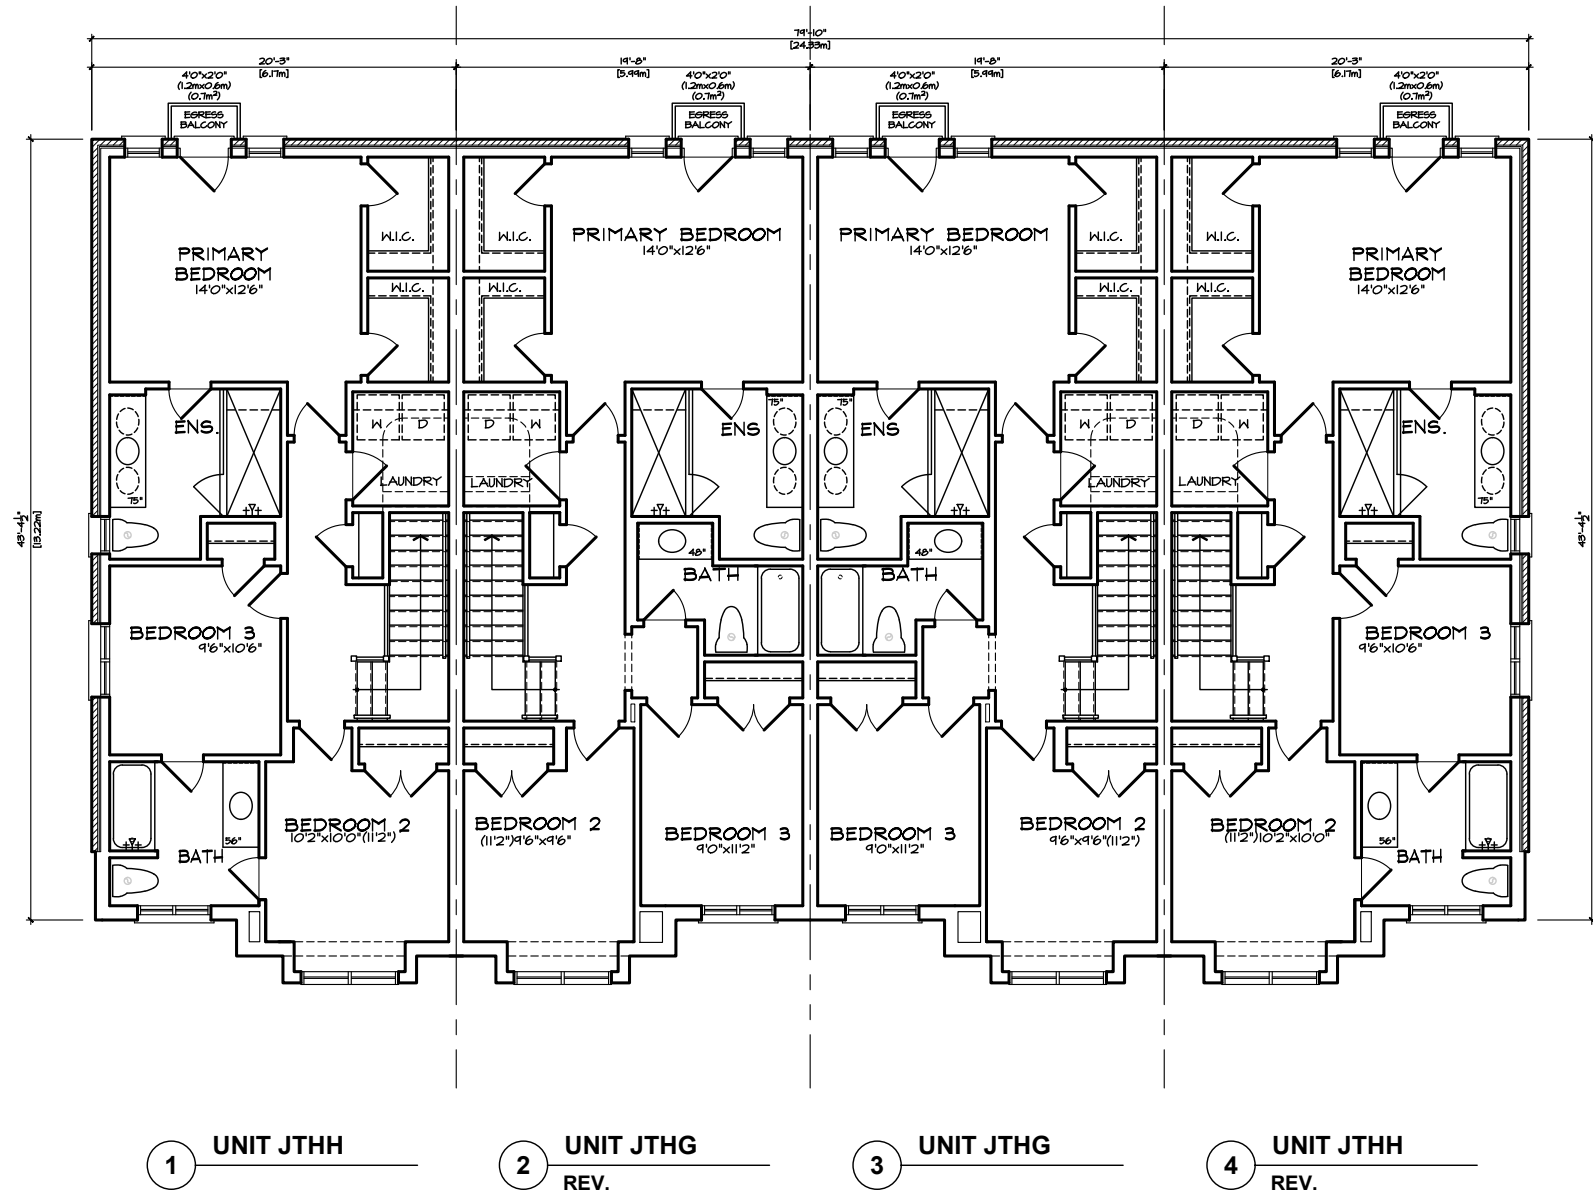 79'-10"
[24.33m]
20'-3"
[6.17m]
19'-8"
[5.99m]
19'-8"
[5.99m]
20'-3"
[6.17m]
4'0"x2'0"
(1.2mx0.6m)
(0.7m²)
EGRESS
BALCONY
4'0"x2'0"
(1.2mx0.6m)
(0.7m²)
EGRESS
BALCONY
4'0"x2'0"
(1.2mx0.6m)
(0.7m²)
EGRESS
BALCONY
4'0"x2'0"
(1.2mx0.6m)
(0.7m²)
EGRESS
BALCONY
43'-4½"
[13.22m]
43'-4½"
PRIMARY
BEDROOM
14'0"x12'6"
W.I.C.
W.I.C.
W.I.C.
W.I.C.
PRIMARY BEDROOM
14'0"x12'6"
PRIMARY BEDROOM
14'0"x12'6"
W.I.C.
W.I.C.
W.I.C.
W.I.C.
PRIMARY
BEDROOM
14'0"x12'6"
ENS.
75"
W
D
LAUNDRY
D
W
LAUNDRY
75"
ENS
75"
ENS
W
D
LAUNDRY
D
W
LAUNDRY
ENS.
75"
48"
BATH
48"
BATH
BEDROOM 3
9'6"x10'6"
BEDROOM 3
9'6"x10'6"
56"
BATH
BEDROOM 2
10'2"x10'0"(11'2")
BEDROOM 2
(11'2")9'6"x9'6"
BEDROOM 3
9'0"x11'2"
BEDROOM 3
9'0"x11'2"
BEDROOM 2
9'6"x9'6"(11'2")
BEDROOM 2
(11'2")10'2"x10'0"
56"
BATH
1
UNIT JTHH
2
UNIT JTHG
REV.
3
UNIT JTHG
4
UNIT JTHH
REV.